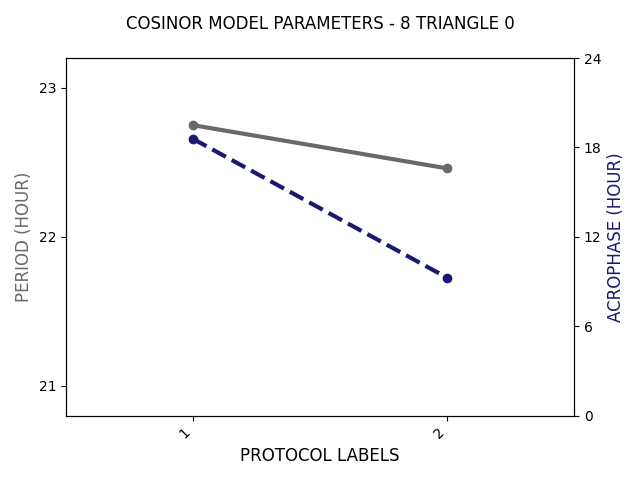 COSINOR MODEL PARAMETERS - 8 TRIANGLE 0
23
22
21
PERIOD (HOUR)
24
18
12
6
0
ACROPHASE (HOUR)
1
2
PROTOCOL LABELS